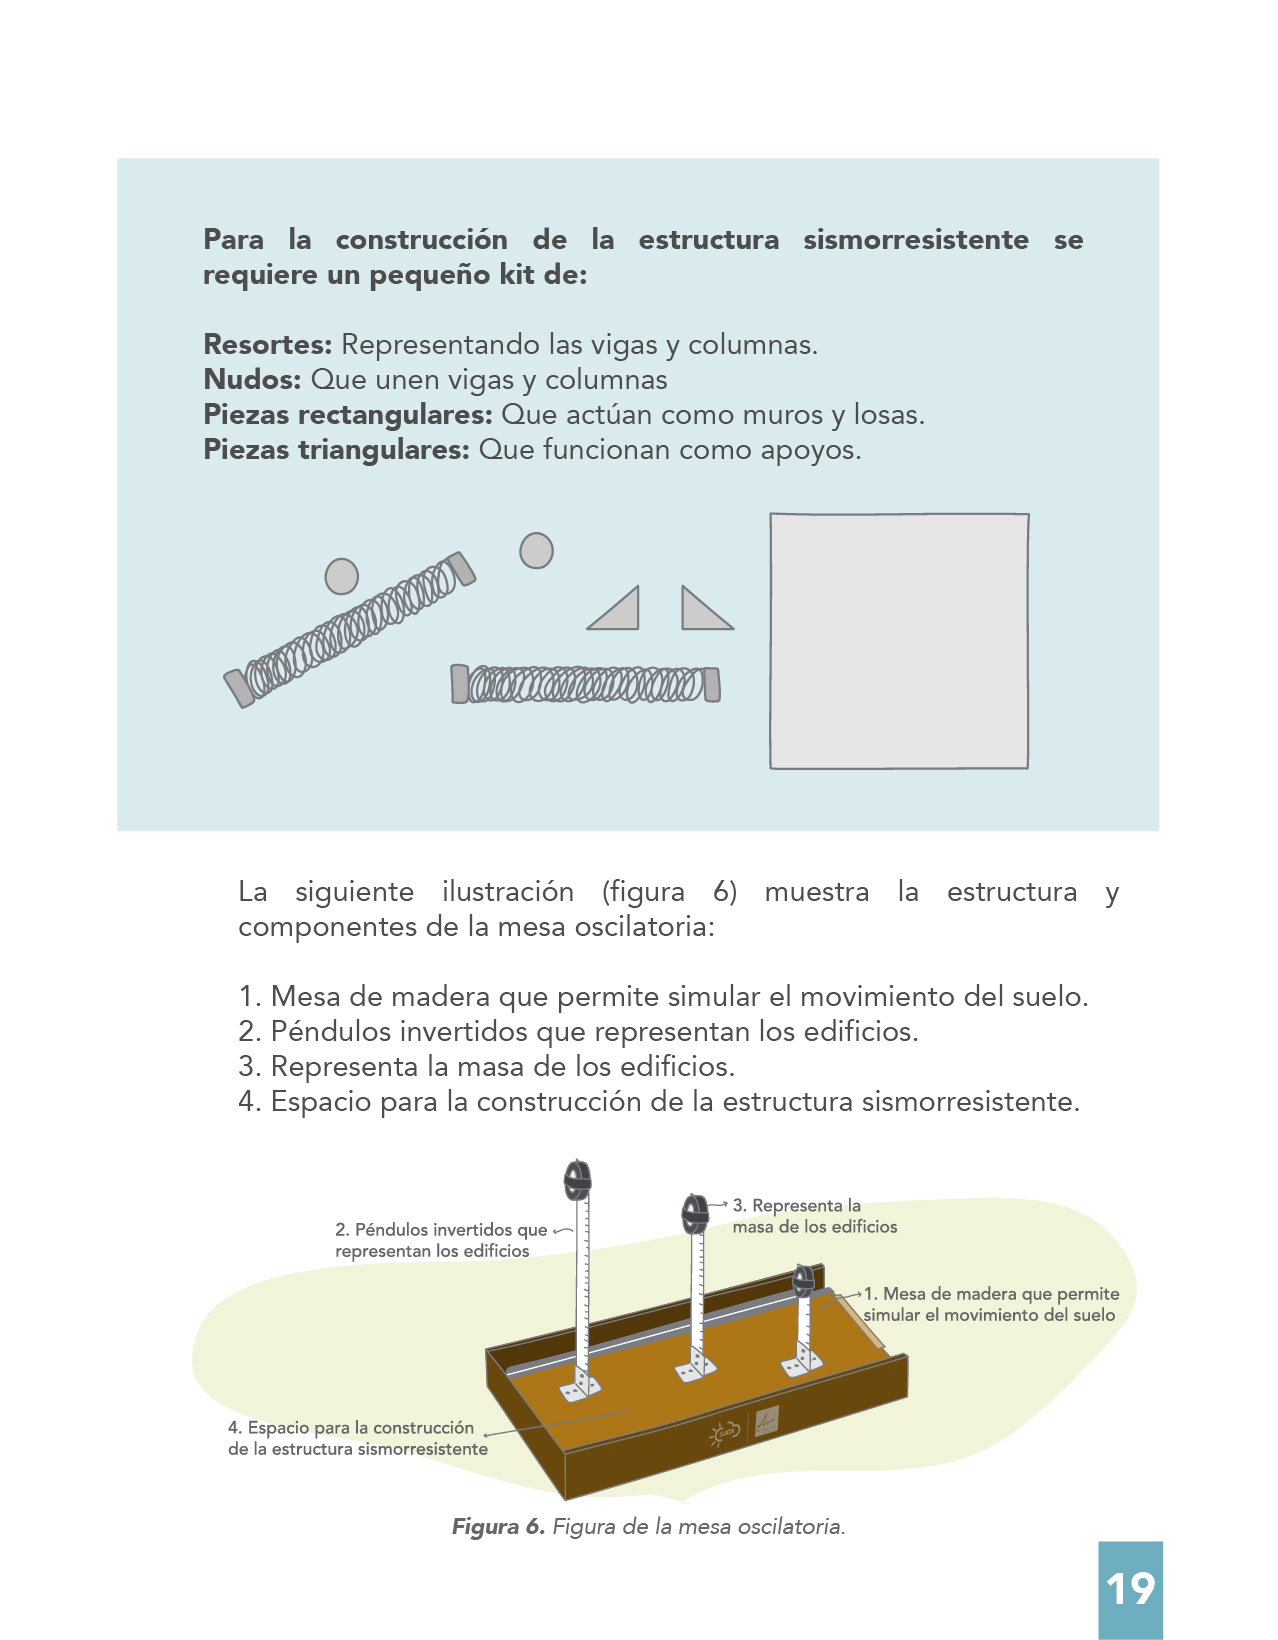 Para la construcción de la estructura sismorresistente se
requiere un pequeño kit de:
Resortes: Representando las vigas y columnas.
Nudos: Que unen vigas y columnas
Piezas rectangulares: Que actúan como muros y losas.
Piezas triangulares: Que funcionan como apoyos.
La siguiente ilustración (figura 6) muestra la estructura y
componentes de la mesa oscilatoria:
1. Mesa de madera que permite simular el movimiento del suelo.
2. Péndulos invertidos que representan los edificios.
3. Representa la masa de los edificios.
4. Espacio para la construcción de la estructura sismorresistente.
3. Representa la
masa de los edificios
2. Péndulos invertidos que
representan los edificios
1. Mesa de madera que permite
simular el movimiento del suelo
4. Espacio para la construcción
de la estructura sismorresistente
SIATA
Figura 6. Figura de la mesa oscilatoria.
19